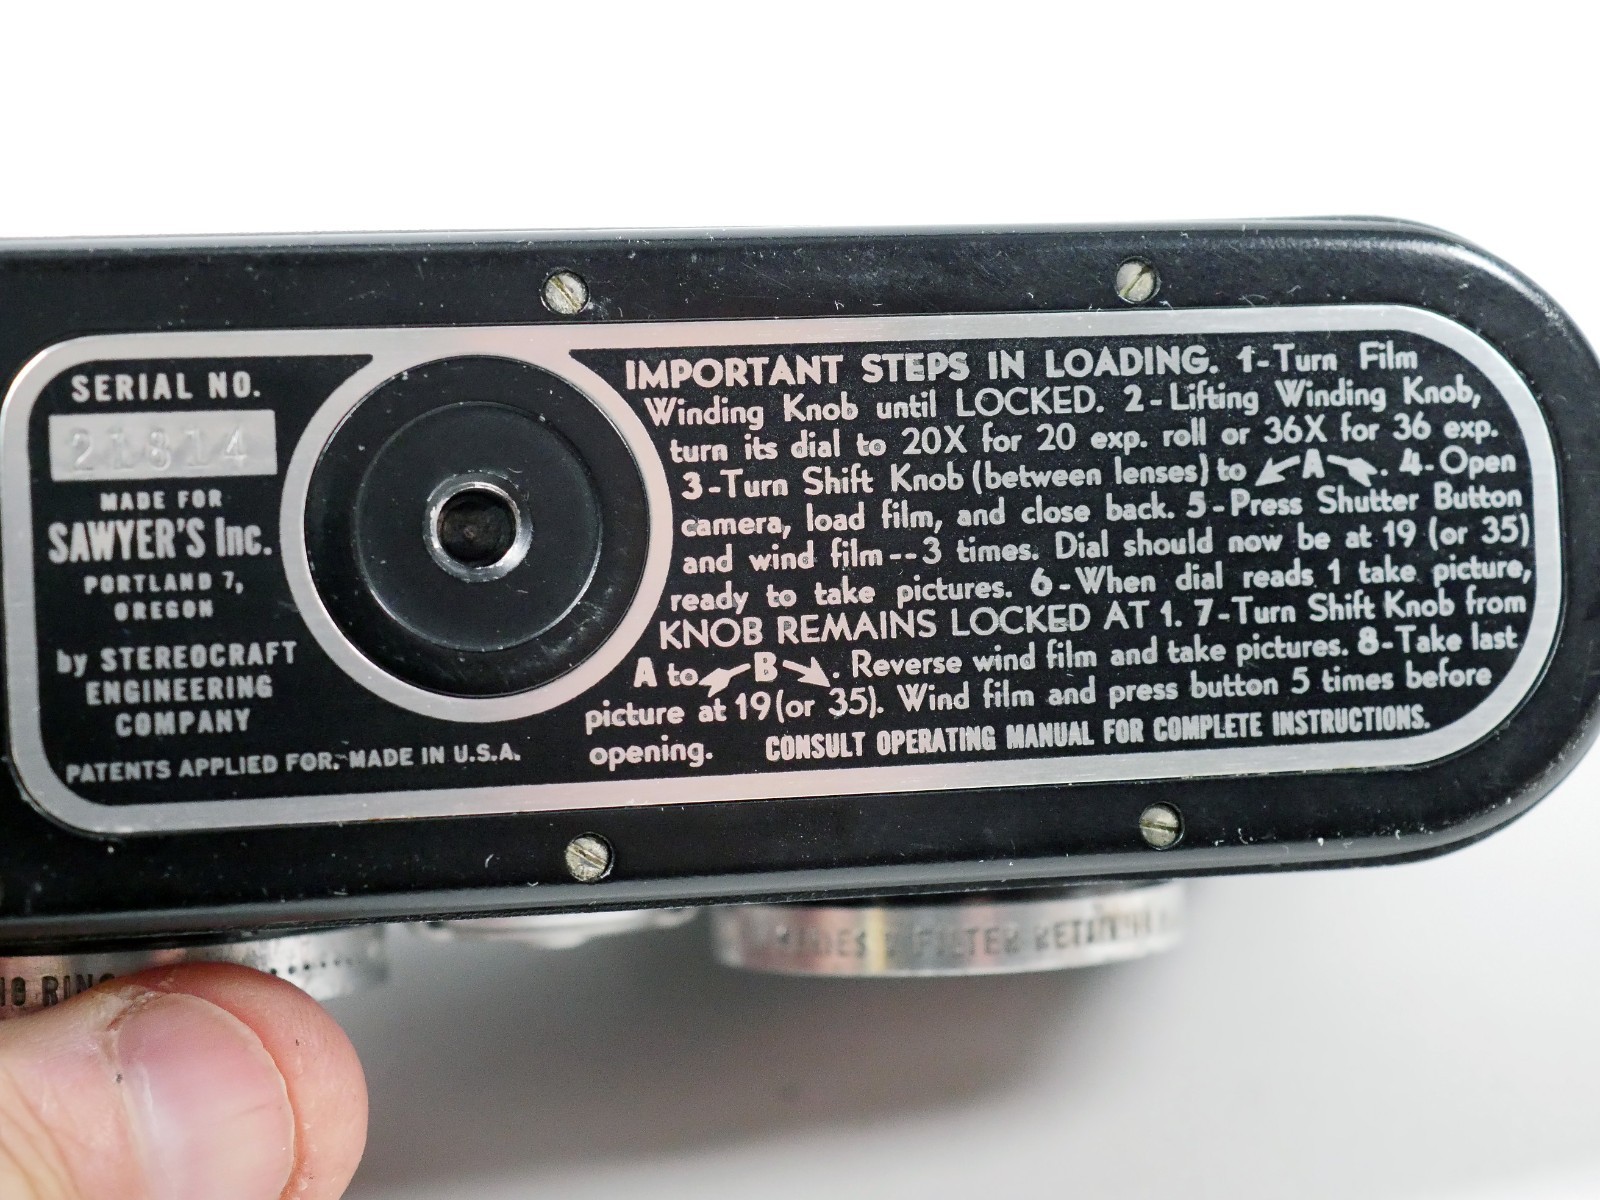 SERIAL NO.
21814
MADE FOR
SAWYER'S Inc.
PORTLAND 7,
OREGON
by STEREOCRAFT
ENGINEERING
COMPANY
PATENTS APPLIED FOR. MADE IN U.S.A.
IMPORTANT STEPS IN LOADING. 1-Turn Film
Winding Knob until LOCKED. 2-Lifting Winding Knob,
turn its dial to 20X for 20 exp. roll or 36X for 36 exp.
3-Turn Shift Knob (between lenses) to A. 4-Open
camera, load film, and close back. 5-Press Shutter Button
and wind film--3 times. Dial should now be at 19 (or 35)
ready to take pictures. 6-When dial reads 1 take picture,
KNOB REMAINS LOCKED AT 1. 7-Turn Shift Knob from
A to B. Reverse wind film and take pictures. 8-Take last
picture at 19 (or 35). Wind film and press button 5 times before
opening. CONSULT OPERATING MANUAL FOR COMPLETE INSTRUCTIONS.
RING
FILTER